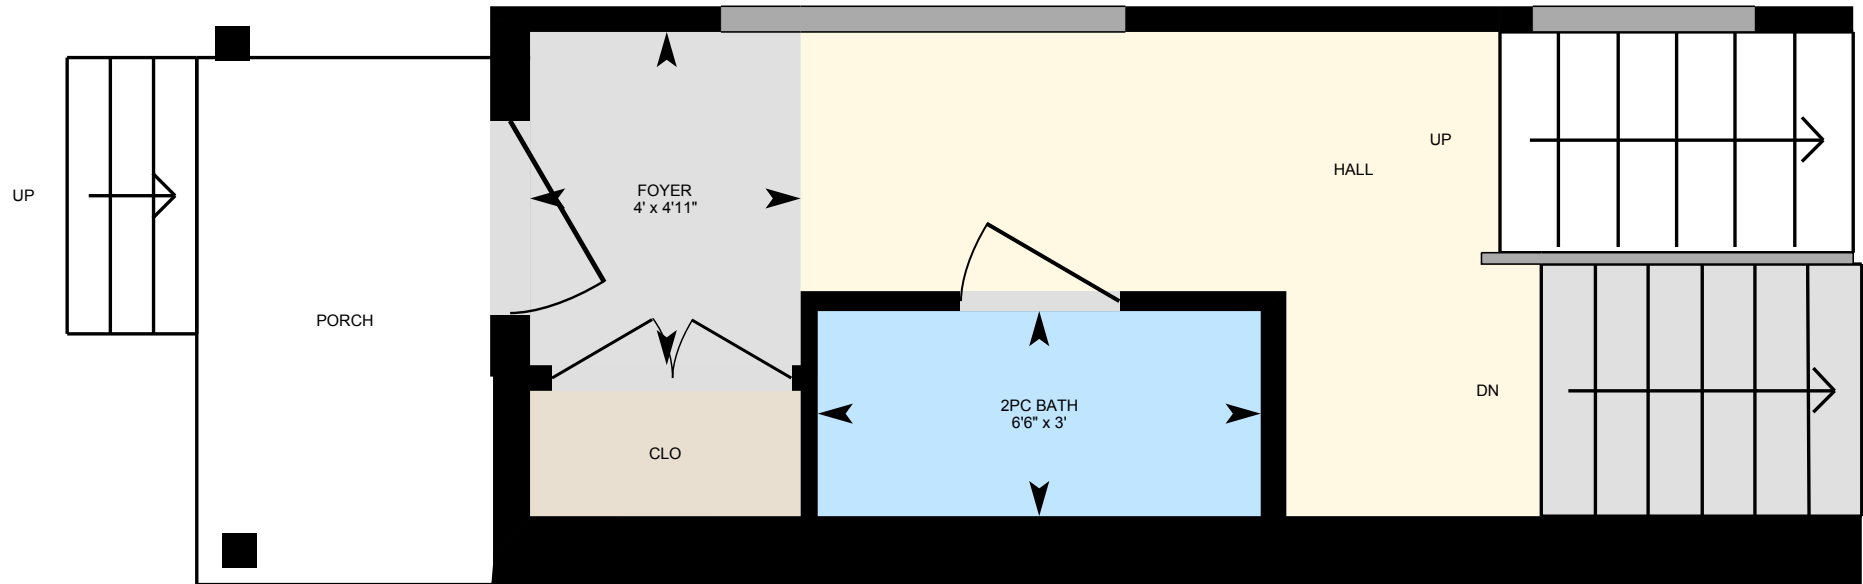 UP
PORCH
FOYER
4' x 4'11"
CLO
2PC BATH
6'6" x 3'
HALL
UP
DN